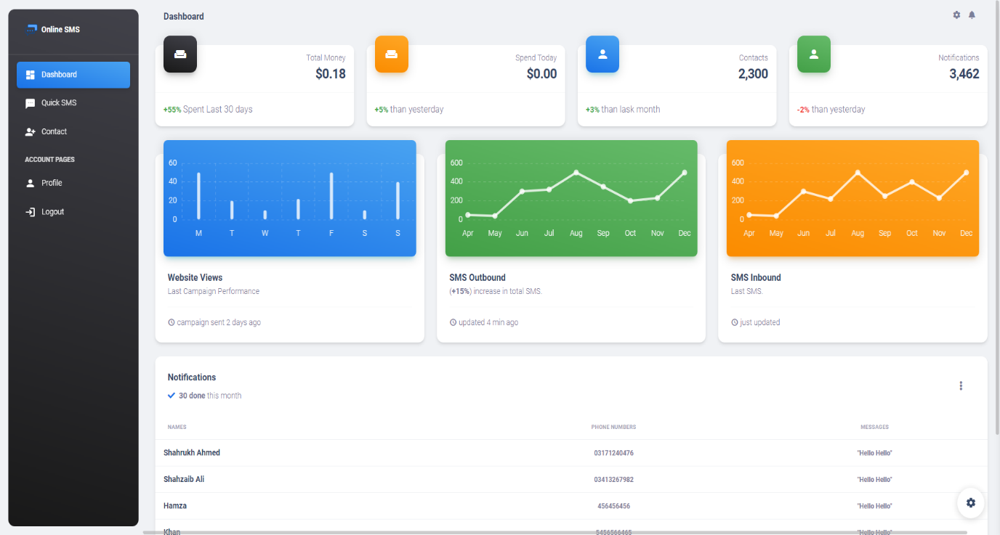 Online SMS
Dashboard
Quick SMS
Contact
ACCOUNT PAGES
Profile
Logout
Dashboard
Total Money
$0.18
+55% Spent Last 30 days
Spend Today
$0.00
+5% than yesterday
Contacts
2,300
+3% than lask month
Notifications
3,462
-2% than yesterday
60
40
20
0
M T W T F S S
Website Views
Last Campaign Performance
campaign sent 2 days ago
600
400
200
0
Apr May Jun Jul Aug Sep Oct Nov Dec
SMS Outbound
(+15%) increase in total SMS.
updated 4 min ago
600
400
200
0
Apr May Jun Jul Aug Sep Oct Nov Dec
SMS Inbound
Last SMS.
just updated
Notifications
30 done this month
NAMES PHONE NUMBERS MESSAGES
Shahrukh Ahmed 03171240476 "Hello Hello"
Shahzaib Ali 03413267982 "Hello Hello"
Hamza 456456456 "Hello Hello"
Khan 5456566465 "Hello Hello"